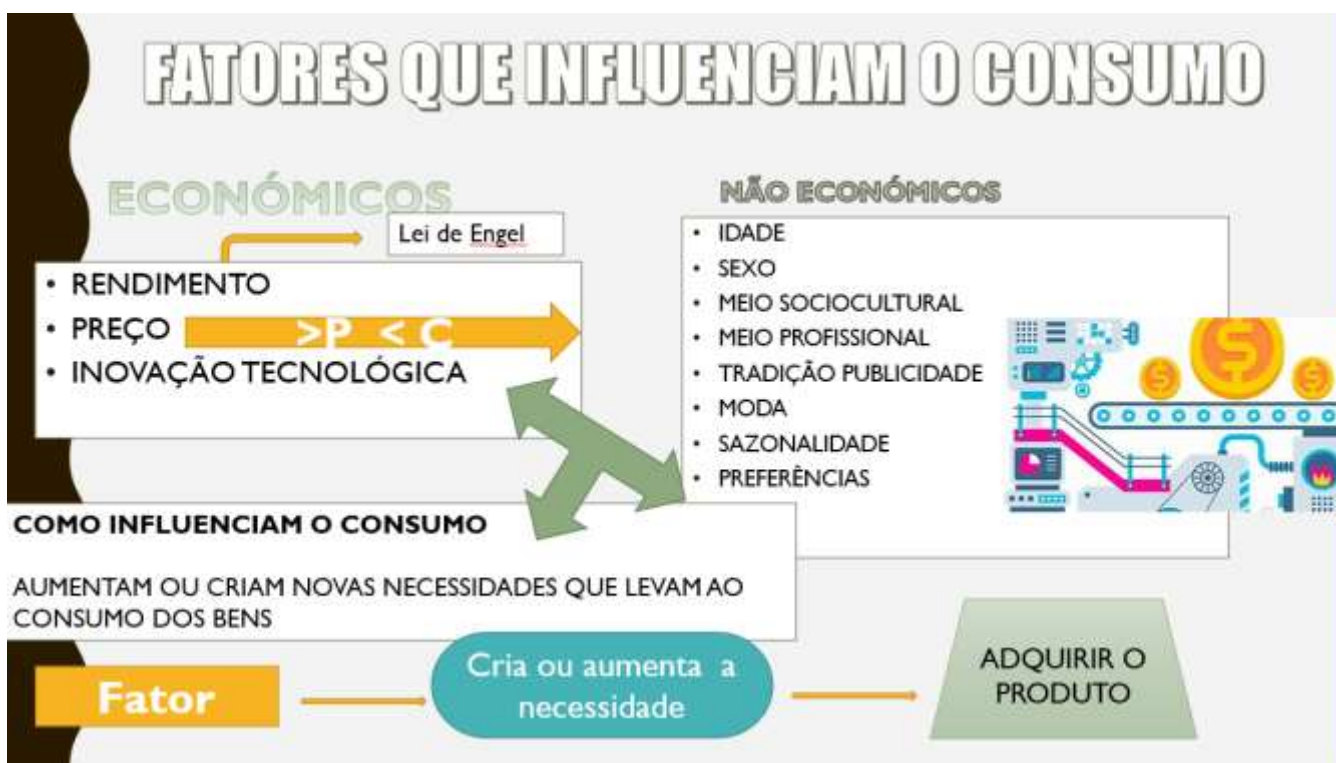 FATORES QUE INFLUENCIAM O CONSUMO
ECONÓMICOS
Lei de Engel
• RENDIMENTO
• PREÇO >P < C
• INOVAÇÃO TECNOLÓGICA
NÃO ECONÓMICOS
• IDADE
• SEXO
• MEIO SOCIOCULTURAL
• MEIO PROFISSIONAL
• TRADIÇÃO PUBLICIDADE
• MODA
• SAZONALIDADE
• PREFERÊNCIAS
COMO INFLUENCIAM O CONSUMO
AUMENTAM OU CRIAM NOVAS NECESSIDADES QUE LEVAM AO
CONSUMO DOS BENS
Fator
Cria ou aumenta a
necessidade
ADQUIRIR O
PRODUTO